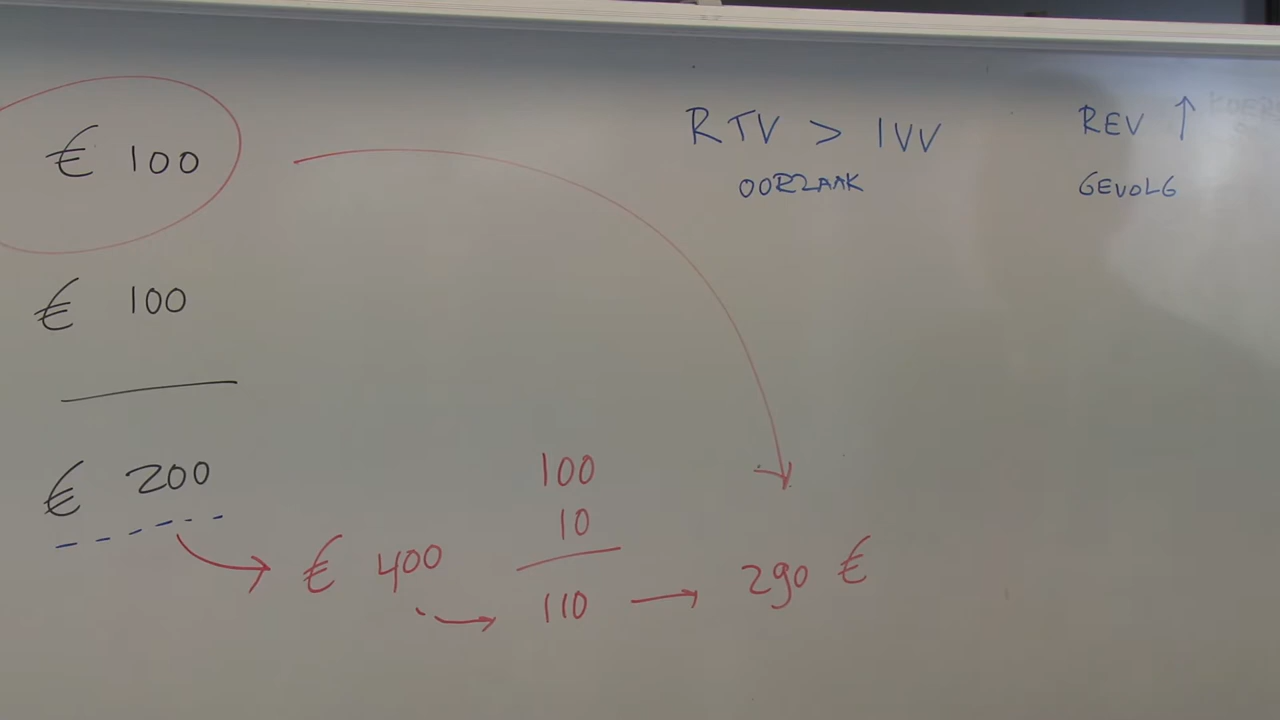 € 100
€ 100
€ 200
€ 400
100
10
110
290 €
RTV > IVV
OORZAAK
REV ↑
GEVOLG